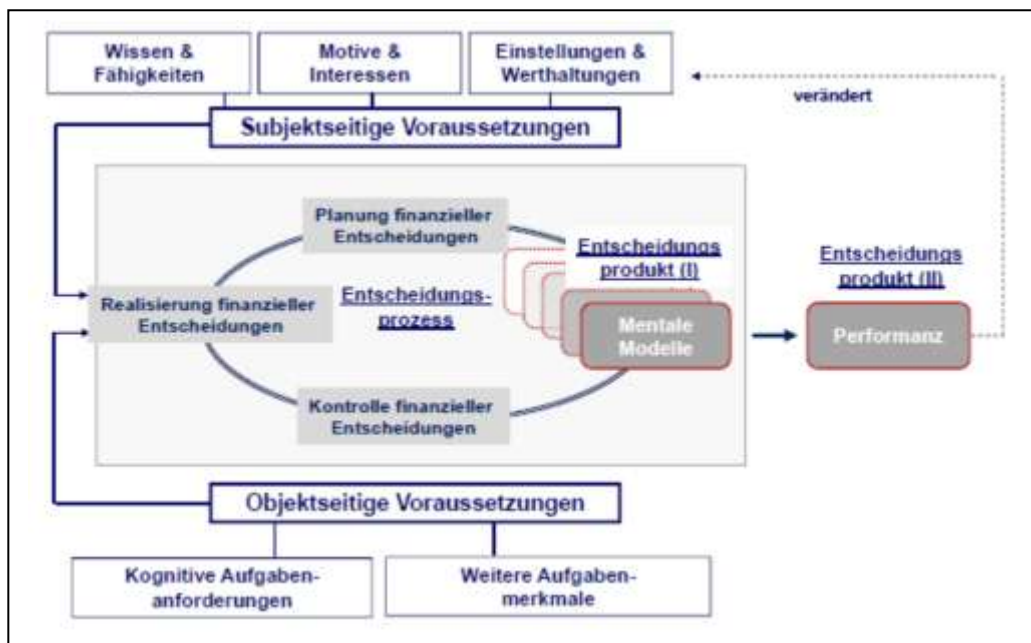 Wissen &
Fähigkeiten
Motive &
Interessen
Einstellungen &
Werthaltungen
verändert
Subjektseitige Voraussetzungen
Planung finanzieller
Entscheidungen
Entscheidungs
produkt (I)
Entscheidungs
produkt (II)
Realisierung finanzieller
Entscheidungen
Entscheidungs-
prozess
Mentale
Modelle
Performanz
Kontrolle finanzieller
Entscheidungen
Objektseitige Voraussetzungen
Kognitive Aufgaben-
anforderungen
Weitere Aufgaben-
merkmale